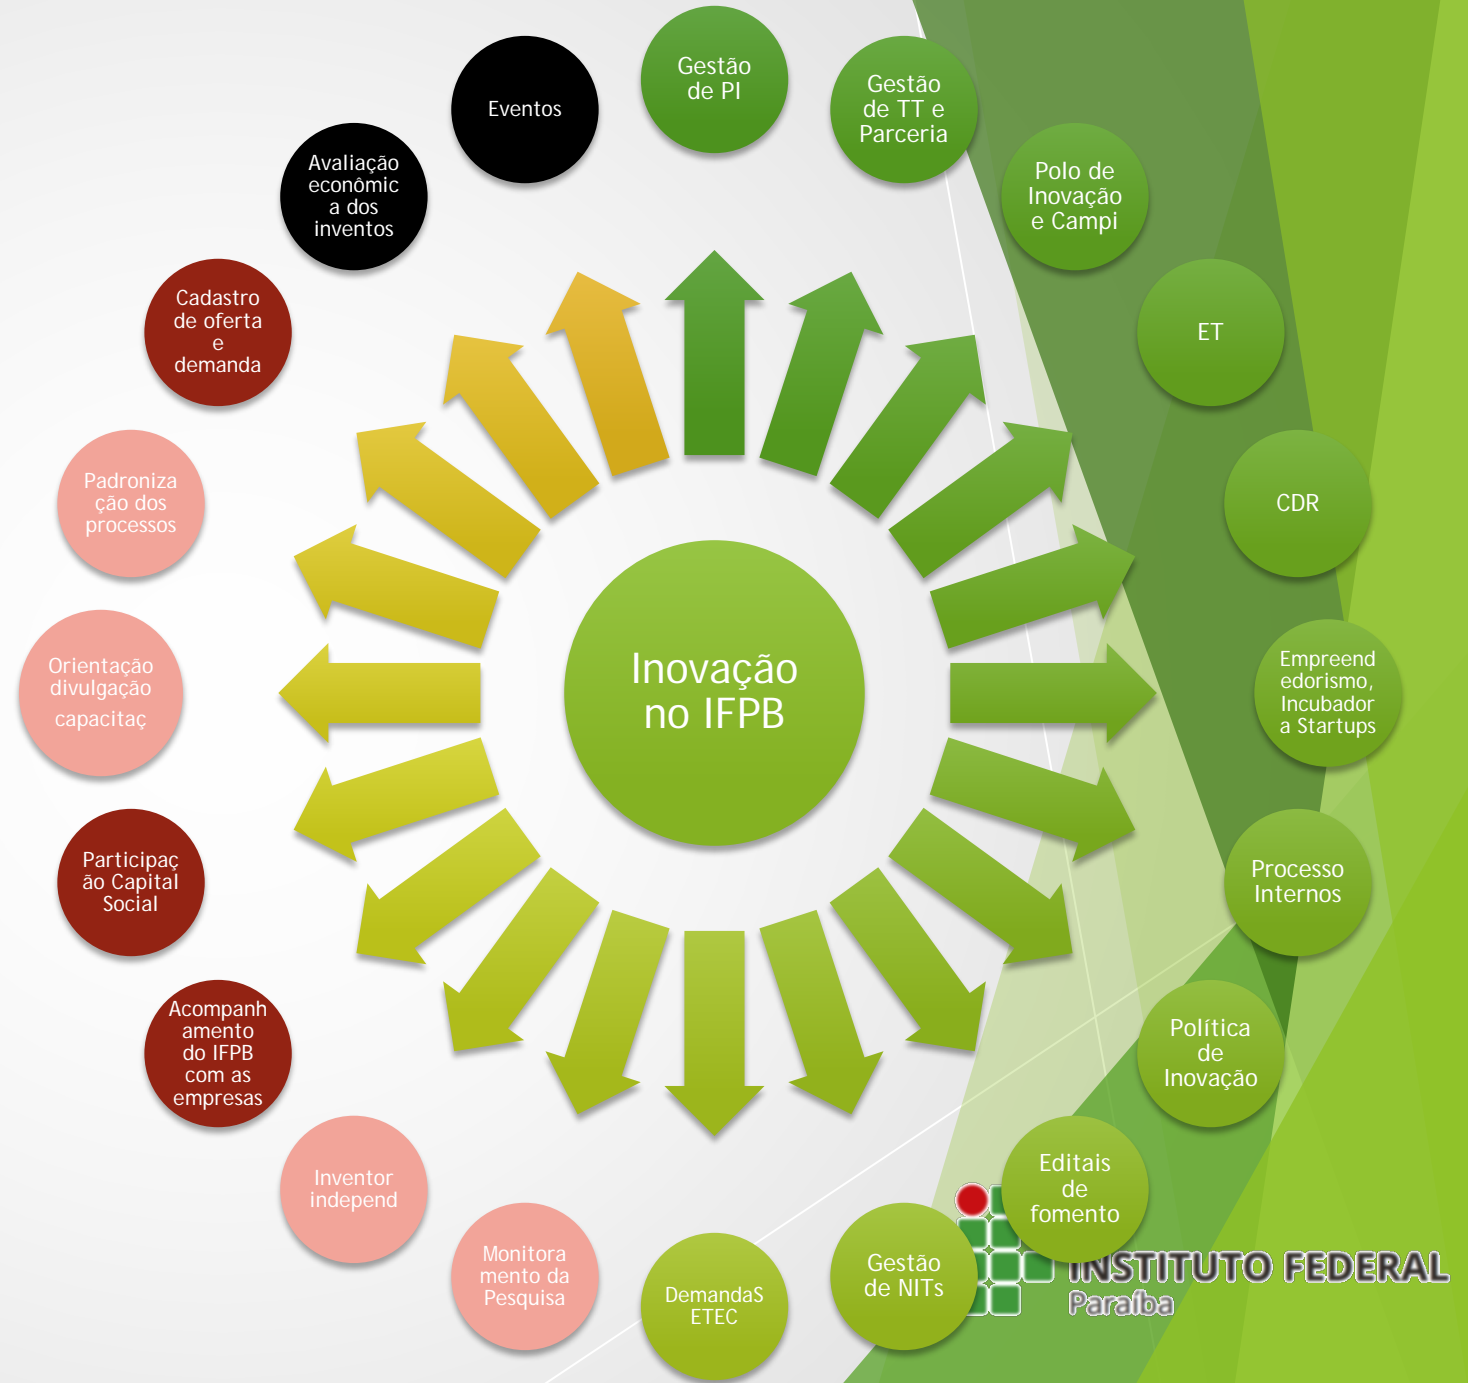 Gestão
de PI
Gestão
de TT e
Parceria
Polo de
Inovação
e Campi
ET
CDR
Empreend
edorismo,
Incubador
a Startups
Processo
Internos
Política
de
Inovação
Editais
de
fomento
Gestão
de NITs
DemandaS
ETEC
Monitora
mento da
Pesquisa
Inventor
independ
Acompanh
amento
do IFPB
com as
empresas
Participaç
ão Capital
Social
Orientação
divulgação
capacitaç
Padroniza
ção dos
processos
Cadastro
de oferta
e
demanda
Avaliação
econômic
a dos
inventos
Eventos
Inovação
no IFPB
INSTITUTO FEDERAL
Paraíba